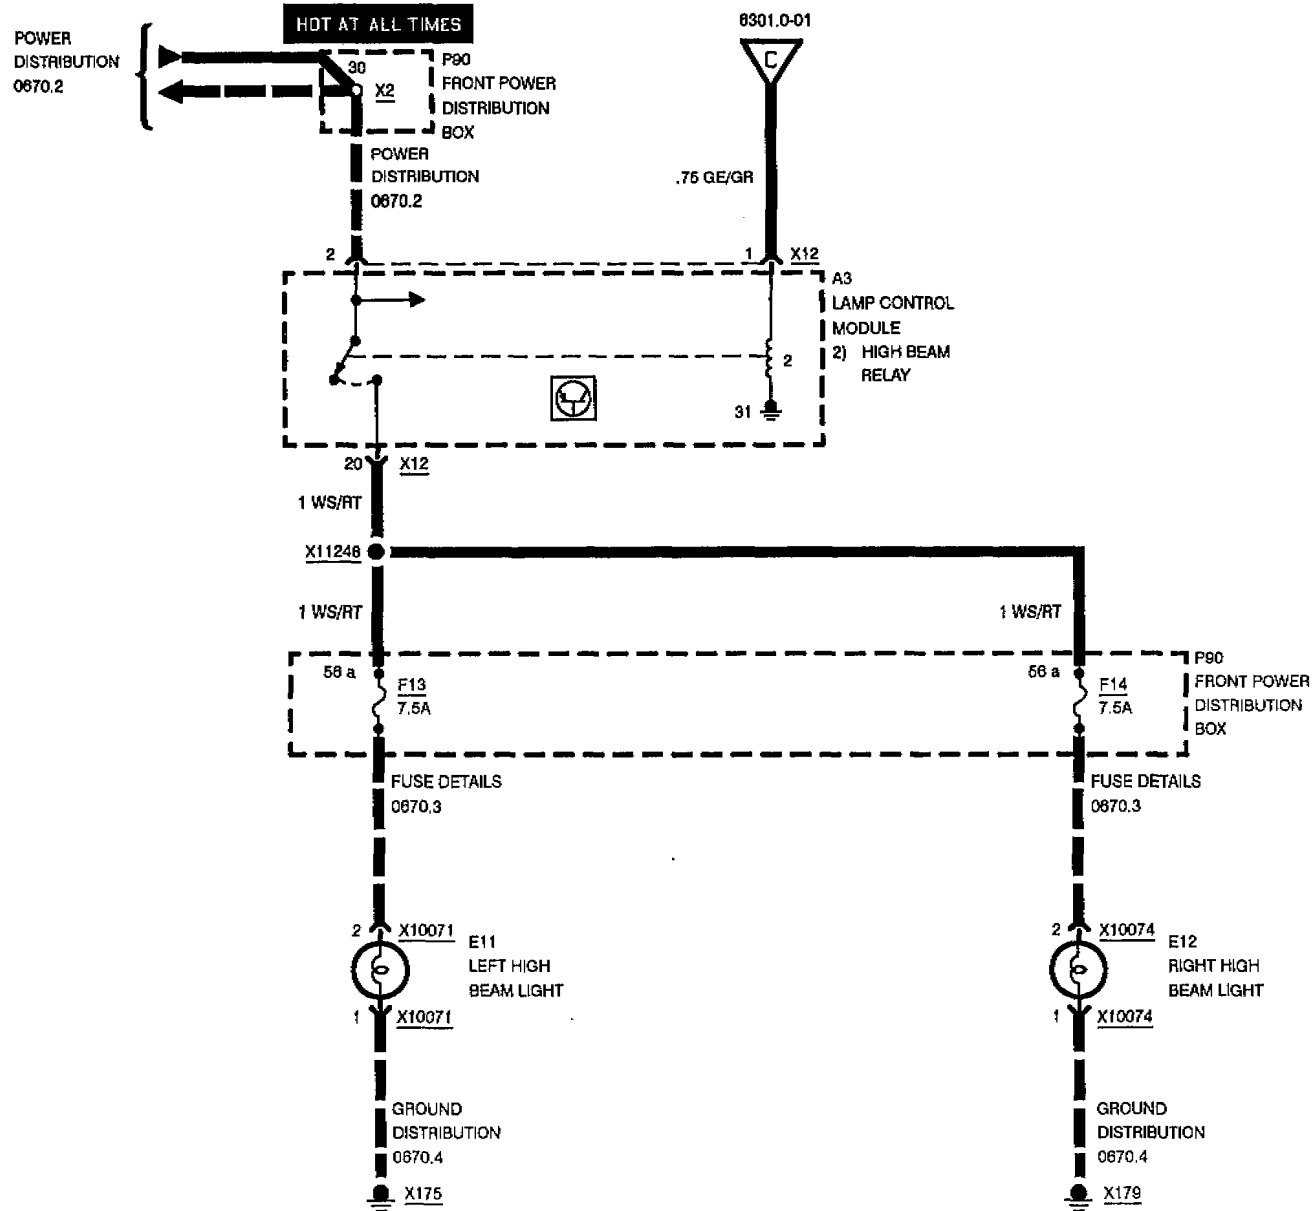 HOT AT ALL TIMES
6301.0-01
C
POWER
DISTRIBUTION
0670.2
30
X2
P90
FRONT POWER
DISTRIBUTION
BOX
POWER
DISTRIBUTION
0670.2
.75 GE/GR
2
1
X12
A3
LAMP CONTROL
MODULE
2) HIGH BEAM
RELAY
2
31
20
X12
1 WS/RT
X11246
1 WS/RT
1 WS/RT
56 a
F13
7.5A
56 a
F14
7.5A
P90
FRONT POWER
DISTRIBUTION
BOX
FUSE DETAILS
0670.3
FUSE DETAILS
0670.3
2
X10071
E11
LEFT HIGH
BEAM LIGHT
1
X10071
2
X10074
E12
RIGHT HIGH
BEAM LIGHT
1
X10074
GROUND
DISTRIBUTION
0670.4
X175
GROUND
DISTRIBUTION
0670.4
X179